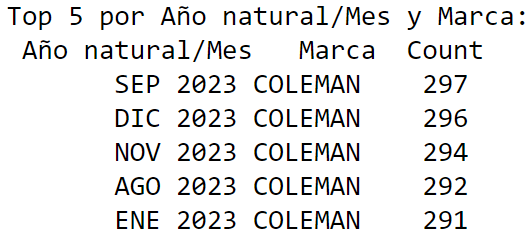 Top 5 por Año natural/Mes y Marca:
Año natural/Mes Marca Count
SEP 2023 COLEMAN 297
DIC 2023 COLEMAN 296
NOV 2023 COLEMAN 294
AGO 2023 COLEMAN 292
ENE 2023 COLEMAN 291